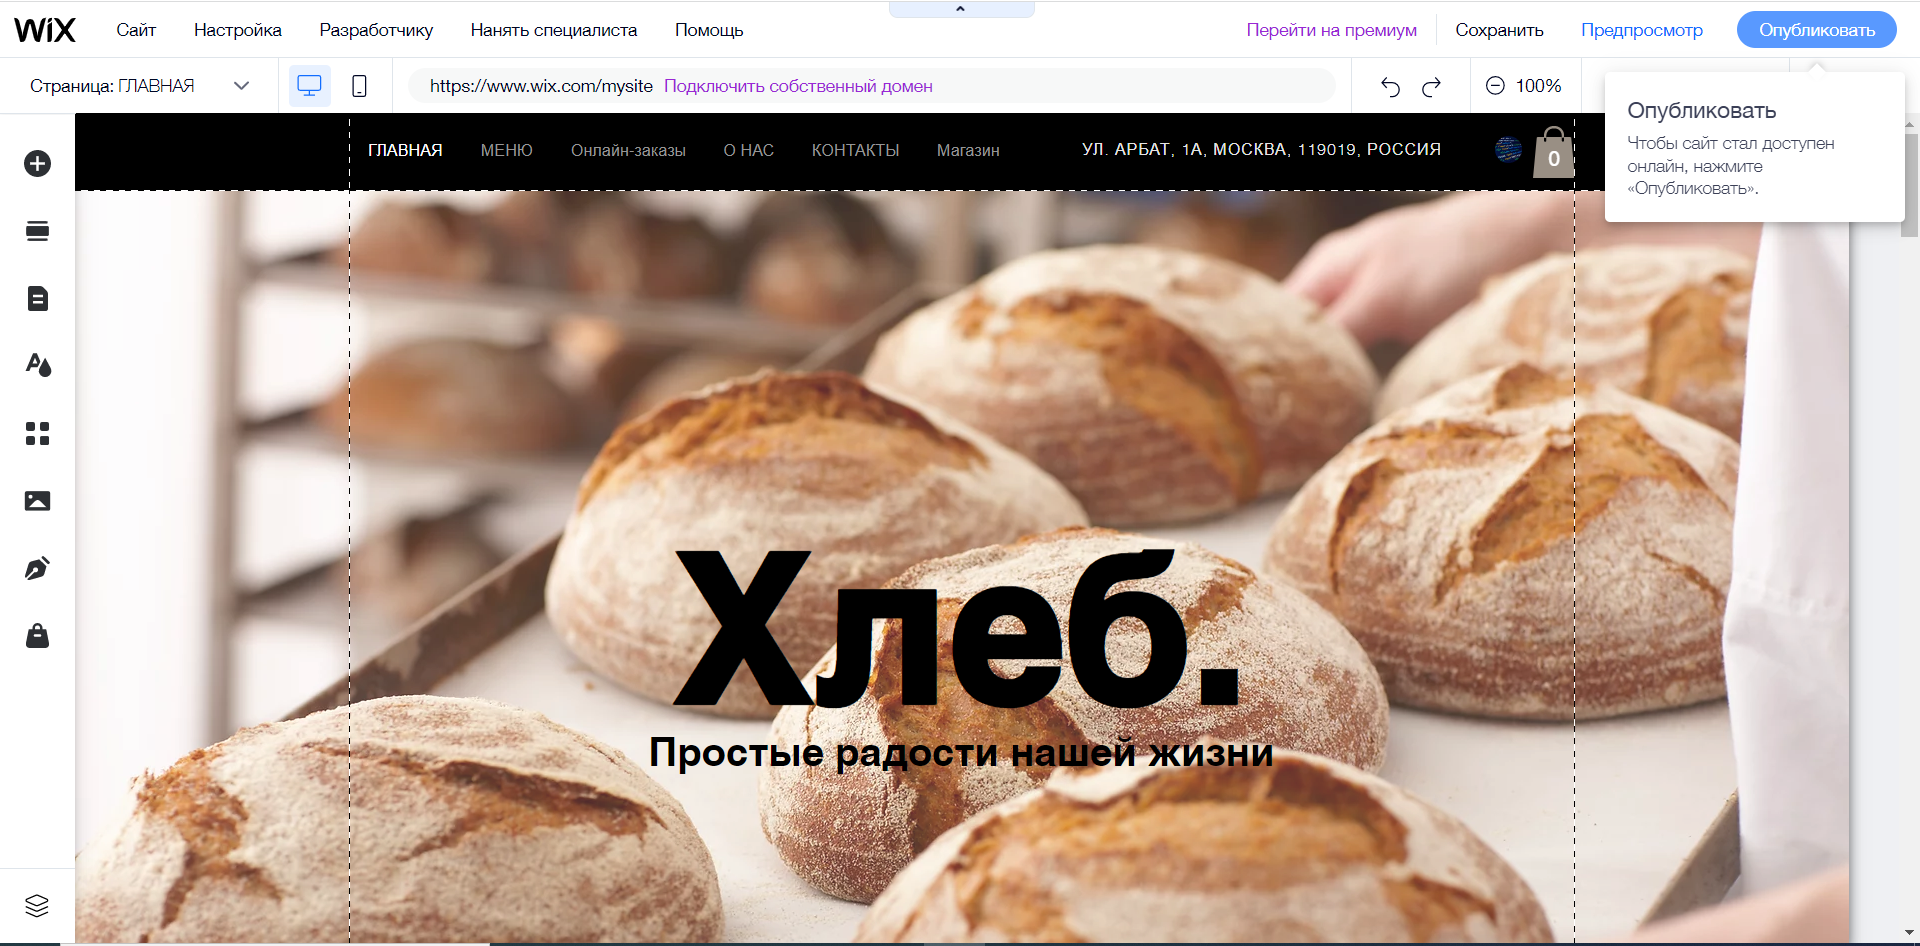 WIX Сайт Настройка Разработчику Нанять специалиста Помощь Перейти на премиум Сохранить Предпросмотр Опубликовать
Страница: ГЛАВНАЯ https://www.wix.com/mysite Подключить собственный домен 100%
Опубликовать
Чтобы сайт стал доступен
онлайн, нажмите
«Опубликовать».
ГЛАВНАЯ МЕНЮ Онлайн-заказы О НАС КОНТАКТЫ Магазин УЛ. АРБАТ, 1А, МОСКВА, 119019, РОССИЯ 0
Хлеб.
Простые радости нашей жизни